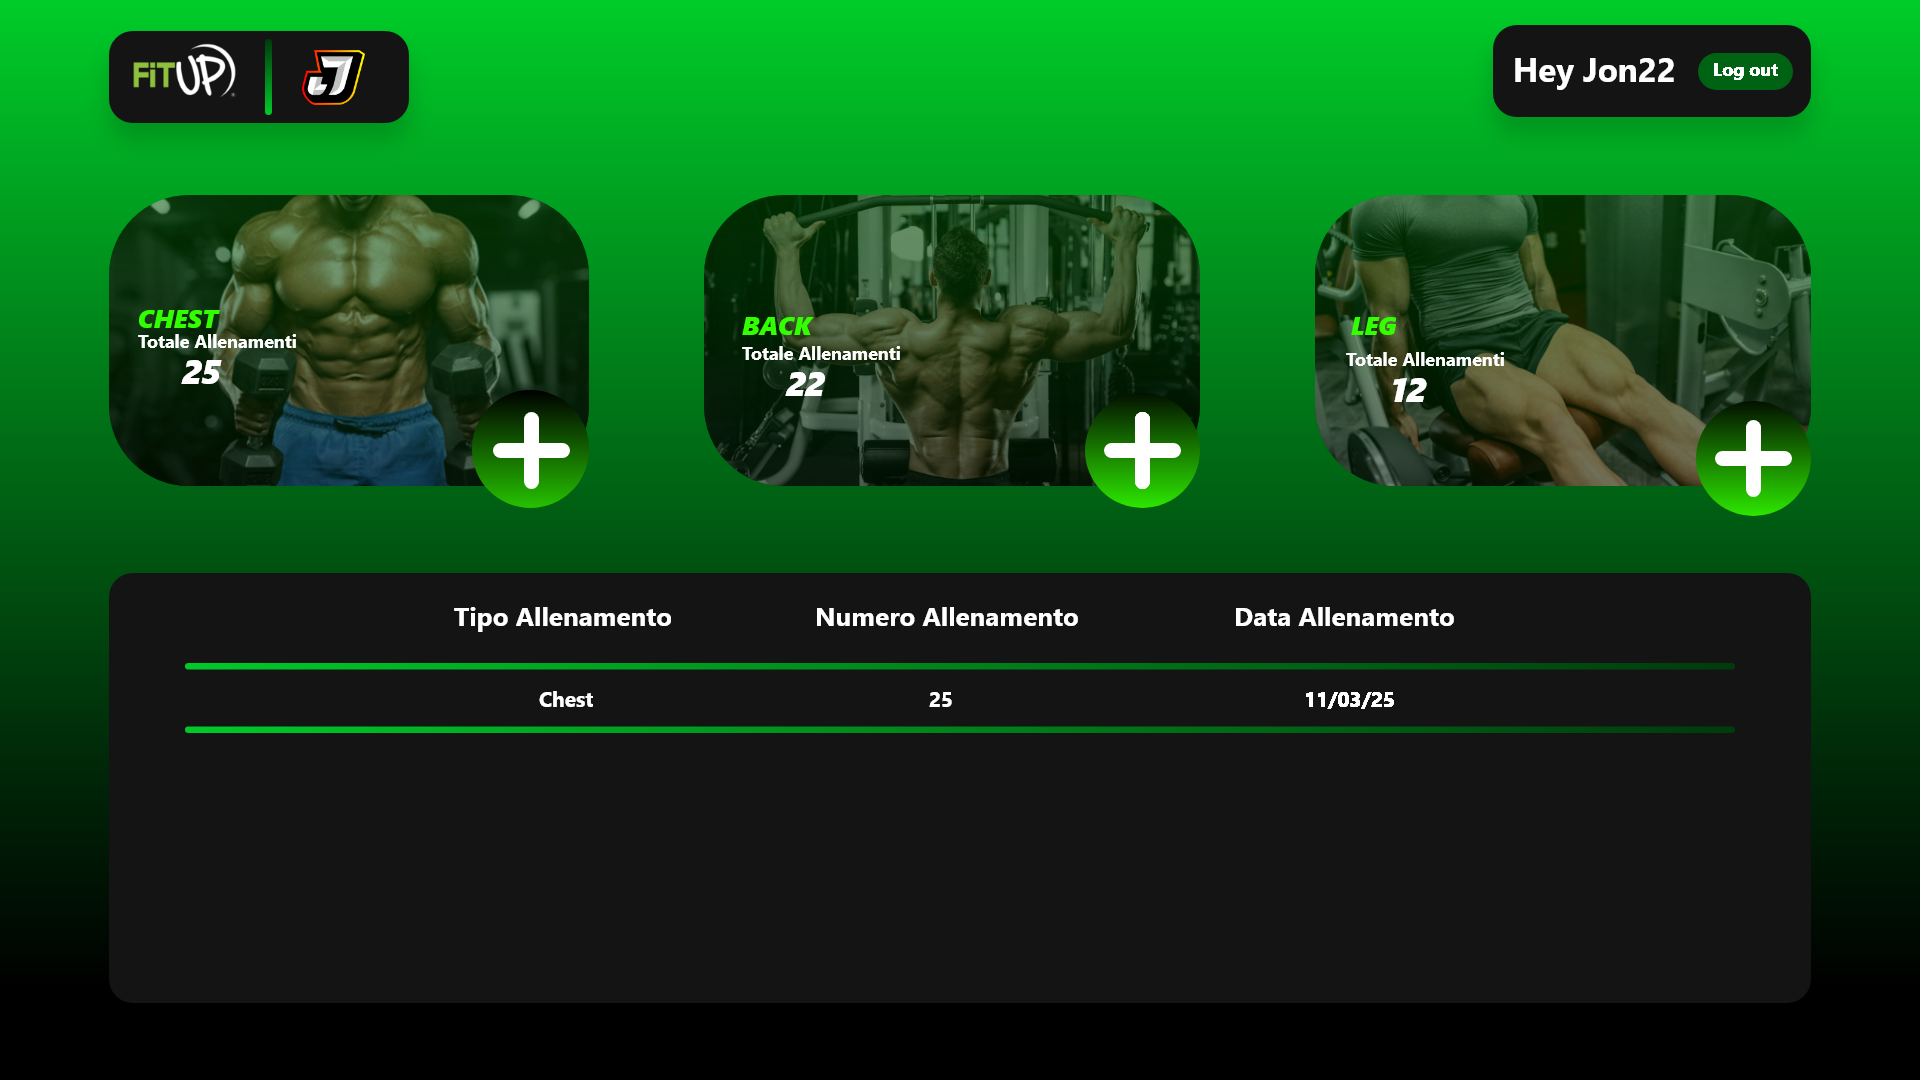 FiTUP
J
Hey Jon22
Log out
CHEST
Totale Allenamenti
25
BACK
Totale Allenamenti
22
LEG
Totale Allenamenti
12
Tipo Allenamento
Numero Allenamento
Data Allenamento
Chest
25
11/03/25